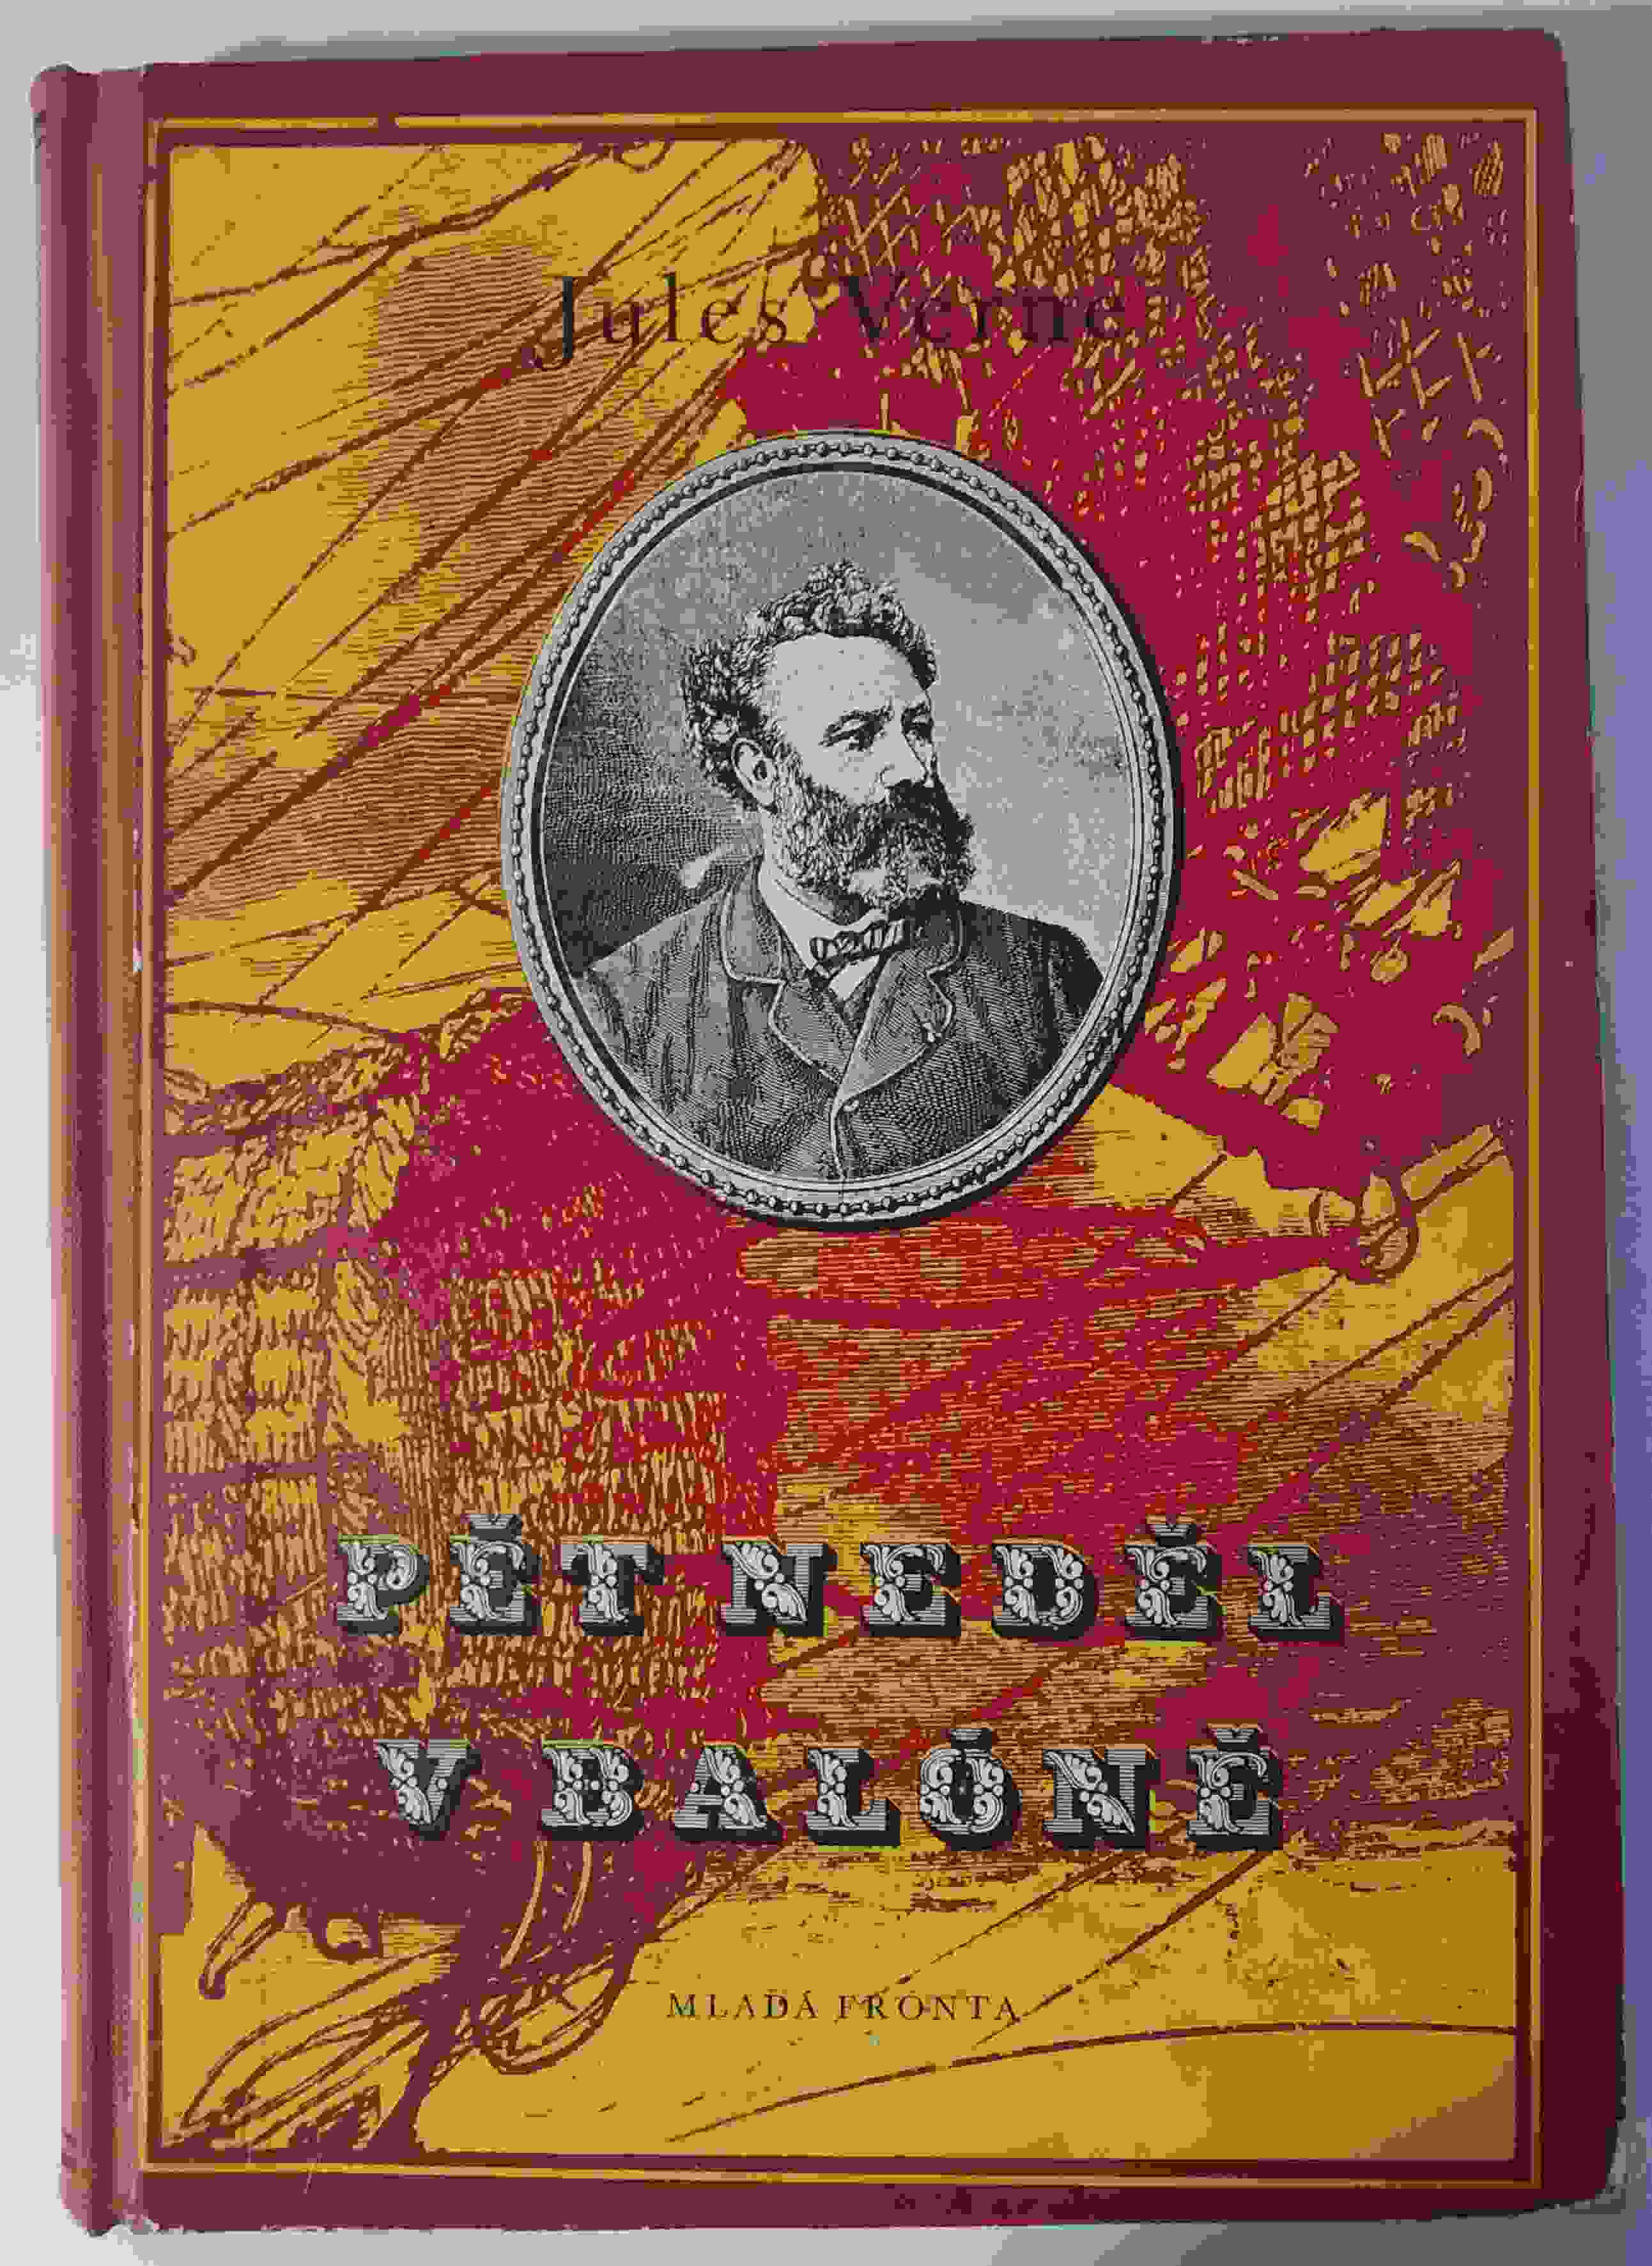 Jules Verne
PĚT NEDĚL
V BALÓNĚ
MLADÁ FRONTA